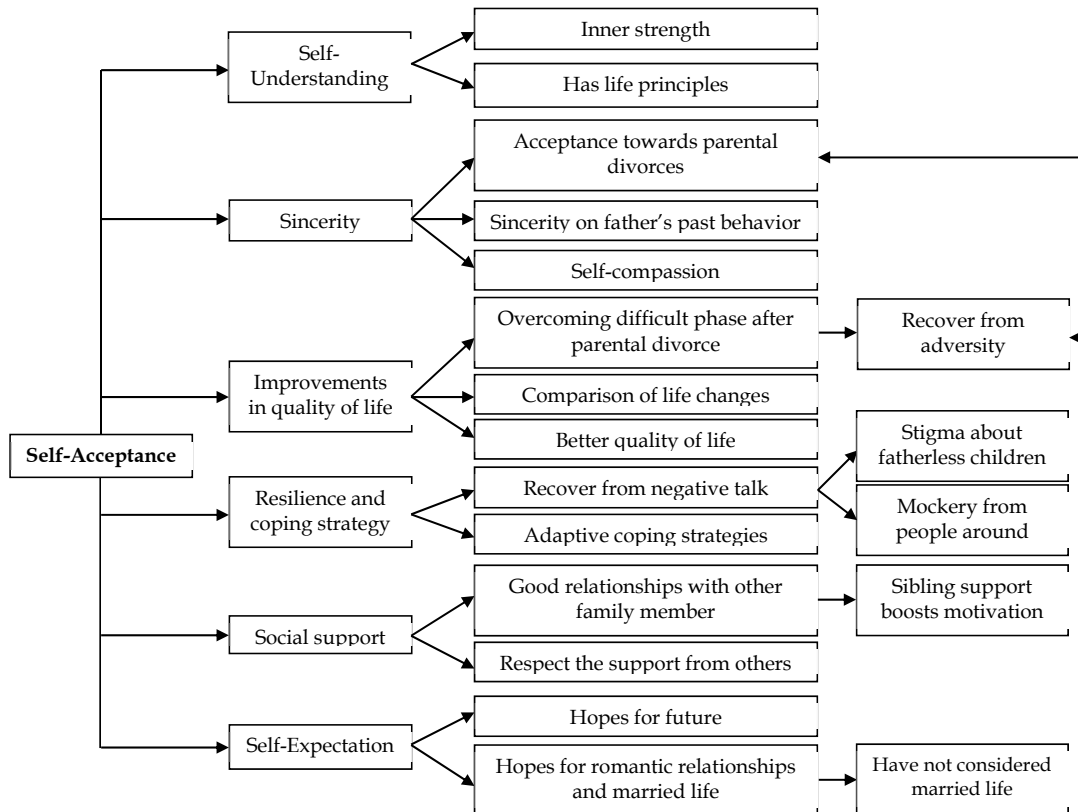 Self-
Understanding
Inner strength
Has life principles
Sincerity
Acceptance towards parental
divorces
Sincerity on father's past behavior
Self-compassion
Improvements
in quality of life
Overcoming difficult phase after
parental divorce
Recover from
adversity
Comparison of life changes
Better quality of life
Self-Acceptance
Resilience and
coping strategy
Recover from negative talk
Stigma about
fatherless children
Mockery from
people around
Adaptive coping strategies
Social support
Good relationships with other
family member
Sibling support
boosts motivation
Respect the support from others
Self-Expectation
Hopes for future
Hopes for romantic relationships
and married life
Have not considered
married life